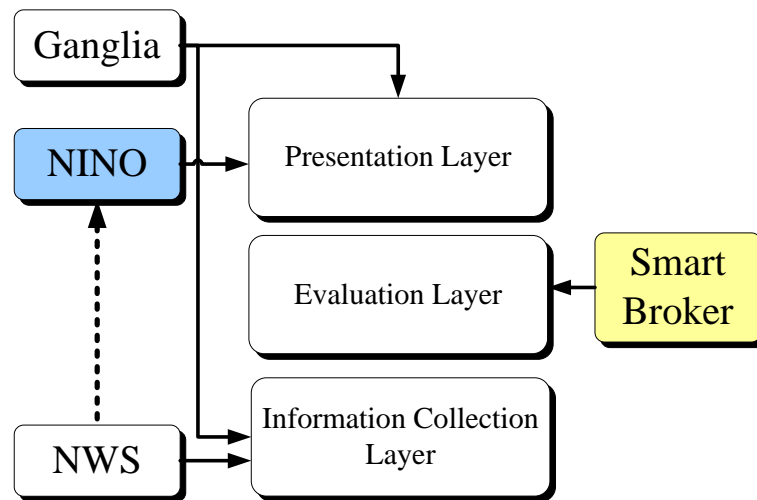 Ganglia
NINO
Presentation Layer
Smart
Broker
Evaluation Layer
Information Collection
Layer
NWS